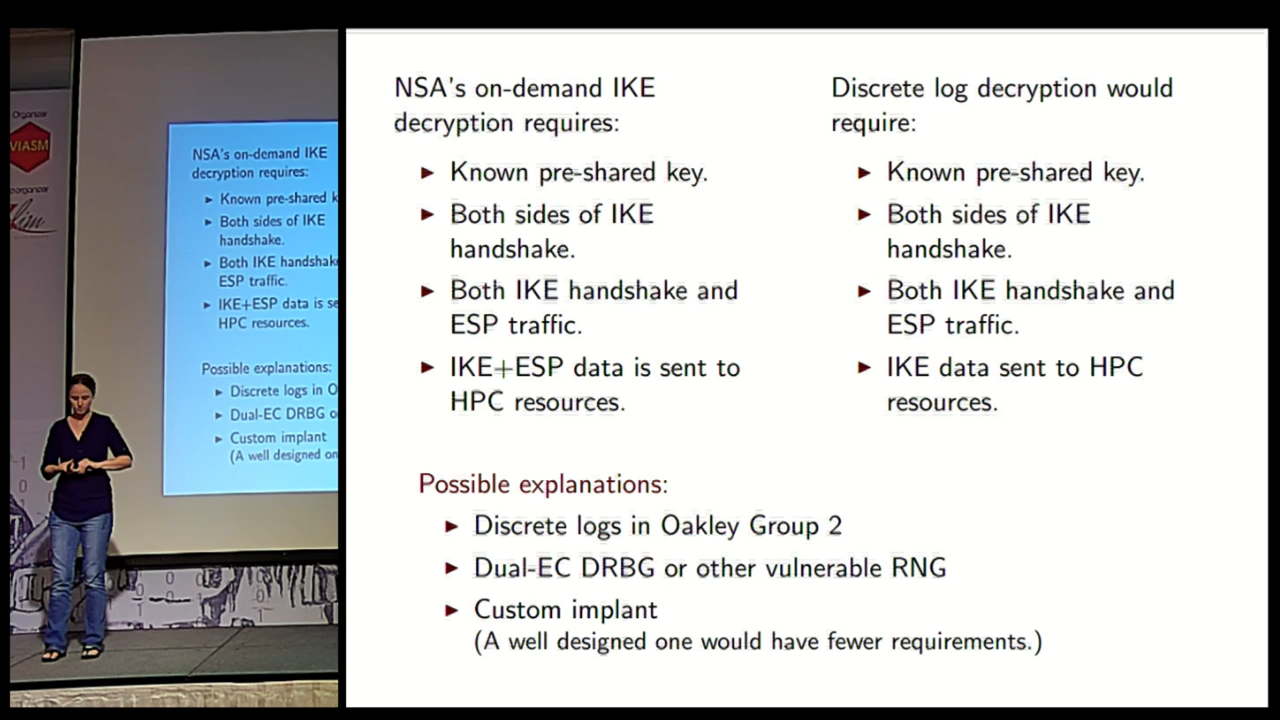 Organizer
VIASM
NSA's on-demand IKE
decryption requires:
► Known pre-shared k
► Both sides of IKE
handshake.
► Both IKE handshak
ESP traffic.
► IKE+ESP data is se
HPC resources.
Possible explanations:
► Discrete logs in O
► Dual-EC DRBG o
► Custom implant
(A well designed on
NSA's on-demand IKE
decryption requires:
► Known pre-shared key.
► Both sides of IKE
handshake.
► Both IKE handshake and
ESP traffic.
► IKE+ESP data is sent to
HPC resources.
Discrete log decryption would
require:
► Known pre-shared key.
► Both sides of IKE
handshake.
► Both IKE handshake and
ESP traffic.
► IKE data sent to HPC
resources.
Possible explanations:
► Discrete logs in Oakley Group 2
► Dual-EC DRBG or other vulnerable RNG
► Custom implant
(A well designed one would have fewer requirements.)